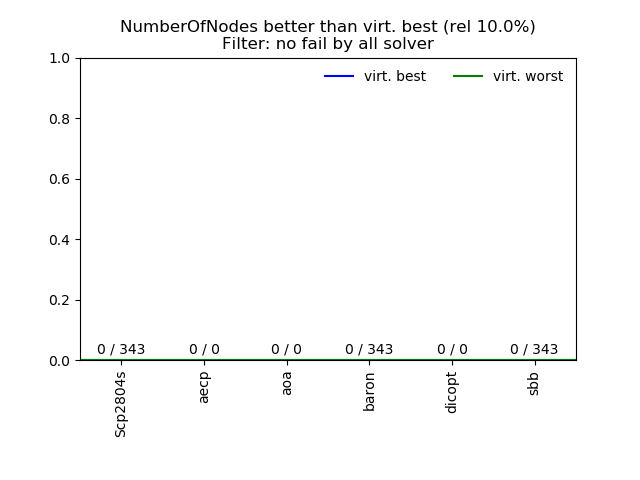 NumberOfNodes better than virt. best (rel 10.0%)
Filter: no fail by all solver
virt. best
virt. worst
1.0
0.8
0.6
0.4
0.2
0.0
0 / 343
0 / 0
0 / 0
0 / 343
0 / 0
0 / 343
Scp2804s
aecp
aoa
baron
dicopt
sbb